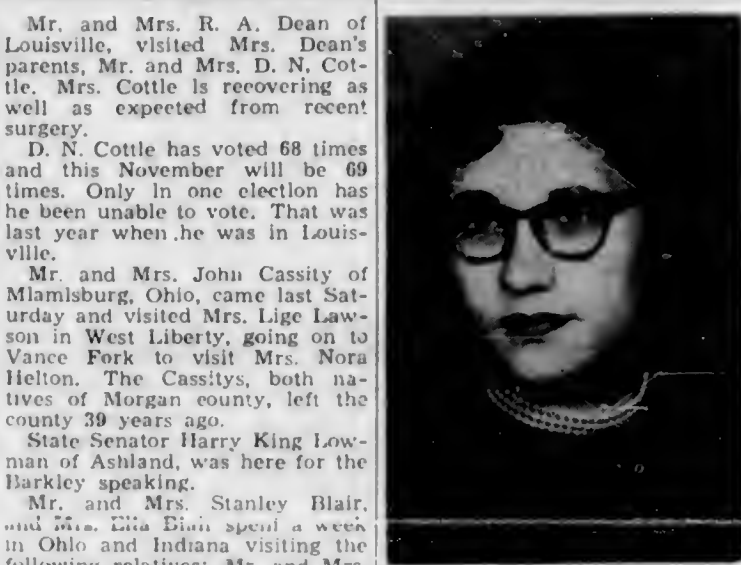 Mr. and Mrs. R. A. Dean of
Louisville, visited Mrs. Dean's
parents, Mr. and Mrs. D. N. Cot-
tle. Mrs. Cottle is recovering as
well as expected from recent
surgery.
D. N. Cottle has voted 68 times
and this November will be 69
times. Only in one election has
he been unable to vote. That was
last year when he was in Louis-
ville.
Mr. and Mrs. John Cassity of
Miamisburg, Ohio, came last Sat-
urday and visited Mrs. Lige Law-
son in West Liberty, going on to
Vance Fork to visit Mrs. Nora
Helton. The Cassitys, both na-
tives of Morgan county, left the
county 39 years ago.
State Senator Harry King Low-
man of Ashland, was here for the
Barkley speaking.
Mr. and Mrs. Stanley Blair,
and Mrs. Ella Blair spent a week
in Ohio and Indiana visiting the
following relatives: Mr. and Mrs.